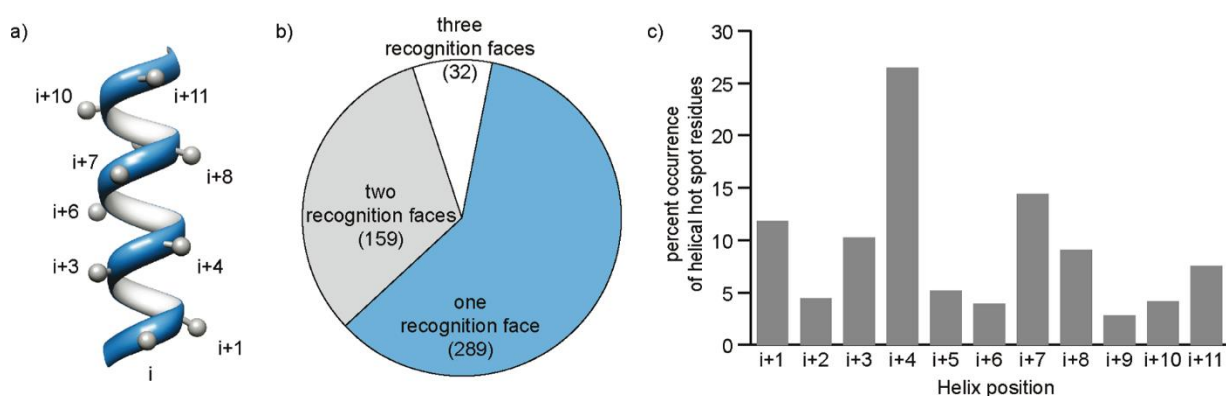 a)
i+10
i+11
i+7
i+8
i+6
i+3
i+4
i+1
i
b)
three
recognition faces
(32)
two
recognition faces
(159)
one
recognition face
(289)
c)
percent occurrence
of helical hot spot residues
30
25
20
15
10
5
0
i+1 i+2 i+3 i+4 i+5 i+6 i+7 i+8 i+9 i+10 i+11
Helix position